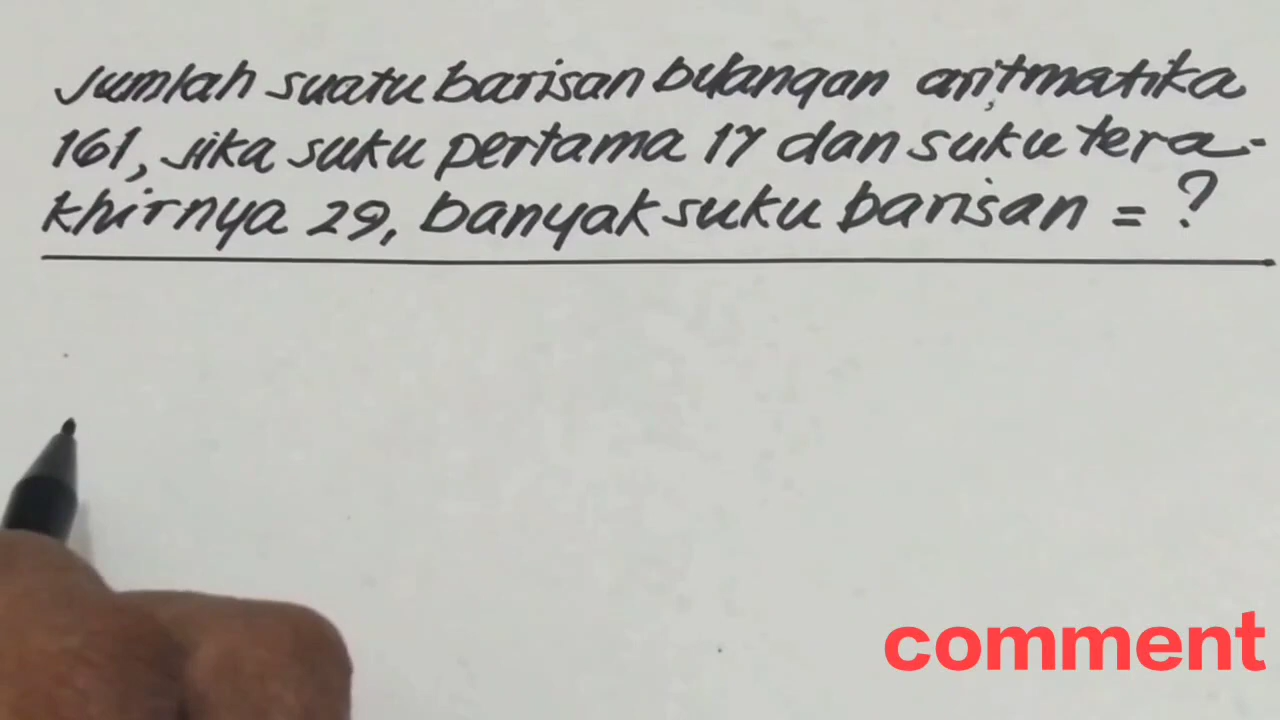 Jumlah suatu barisan bilangan aritmatika
161, jika suku pertama 17 dan suku tera-
khirnya 29, banyak suku barisan = ?
comment